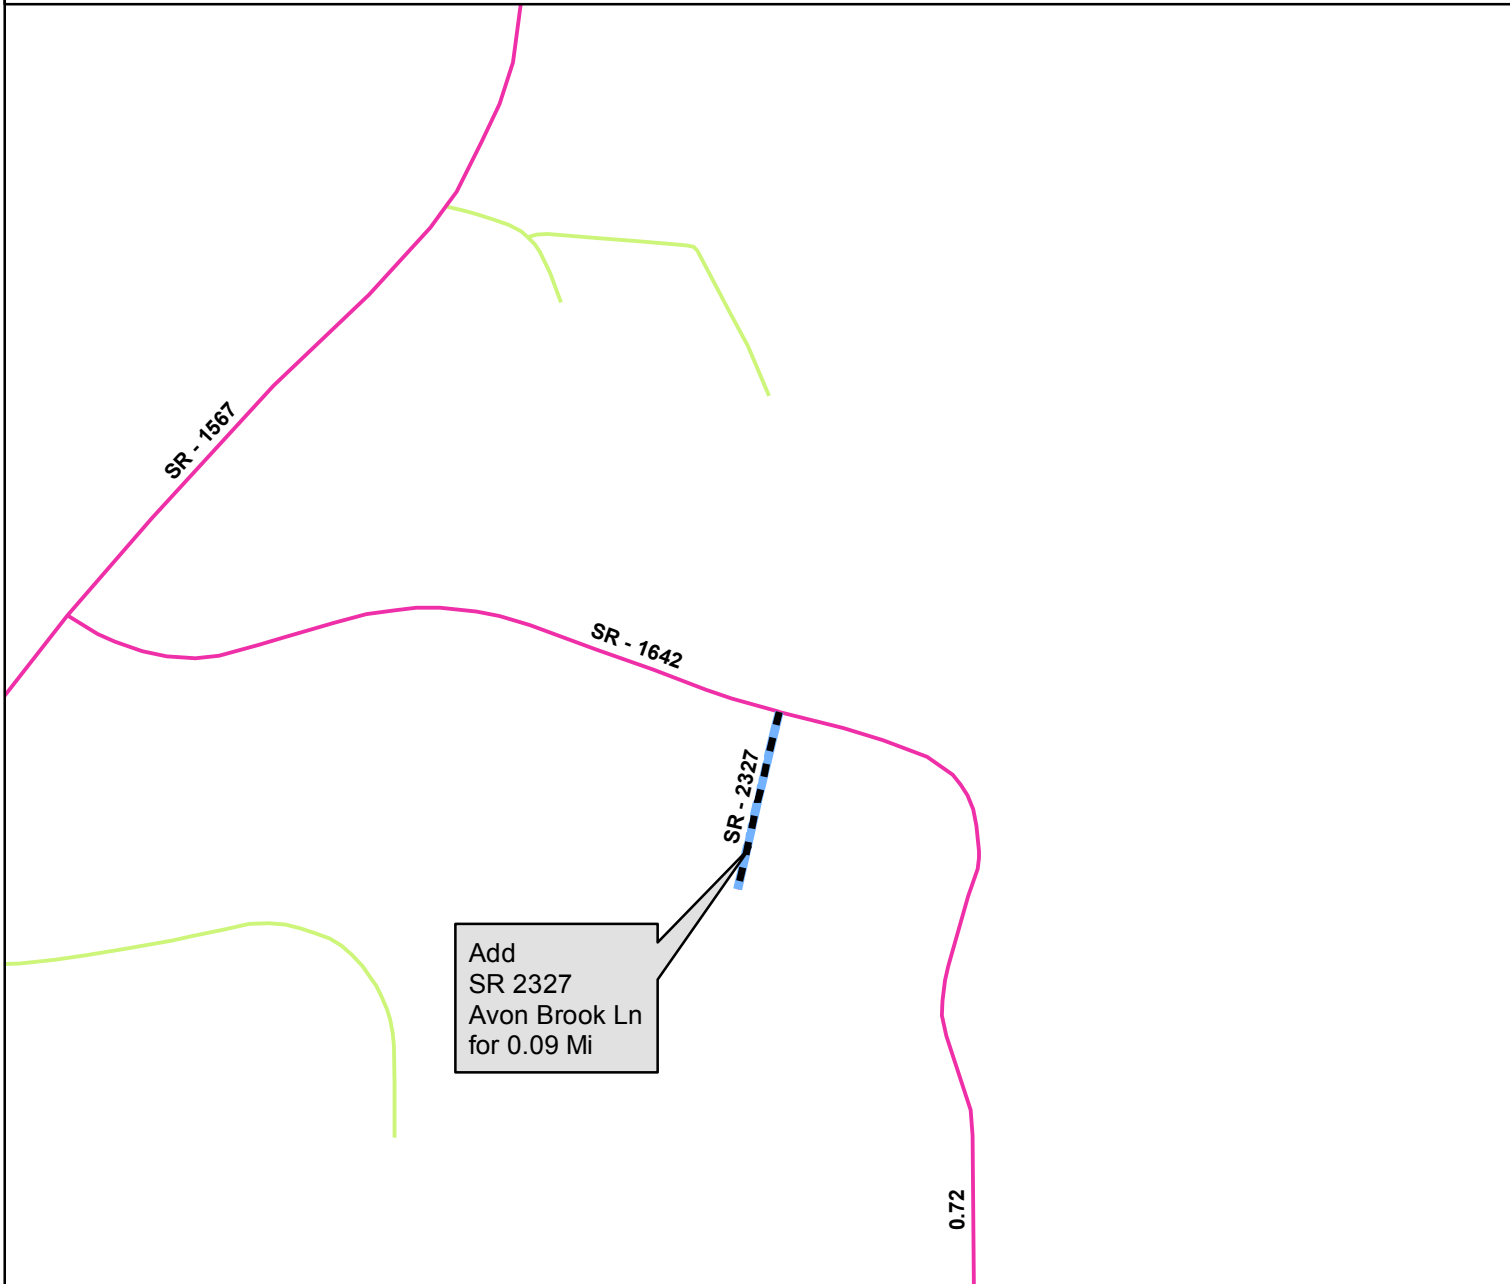 SR - 1567
SR - 1642
SR - 2327
Add
SR 2327
Avon Brook Ln
for 0.09 Mi
0.72